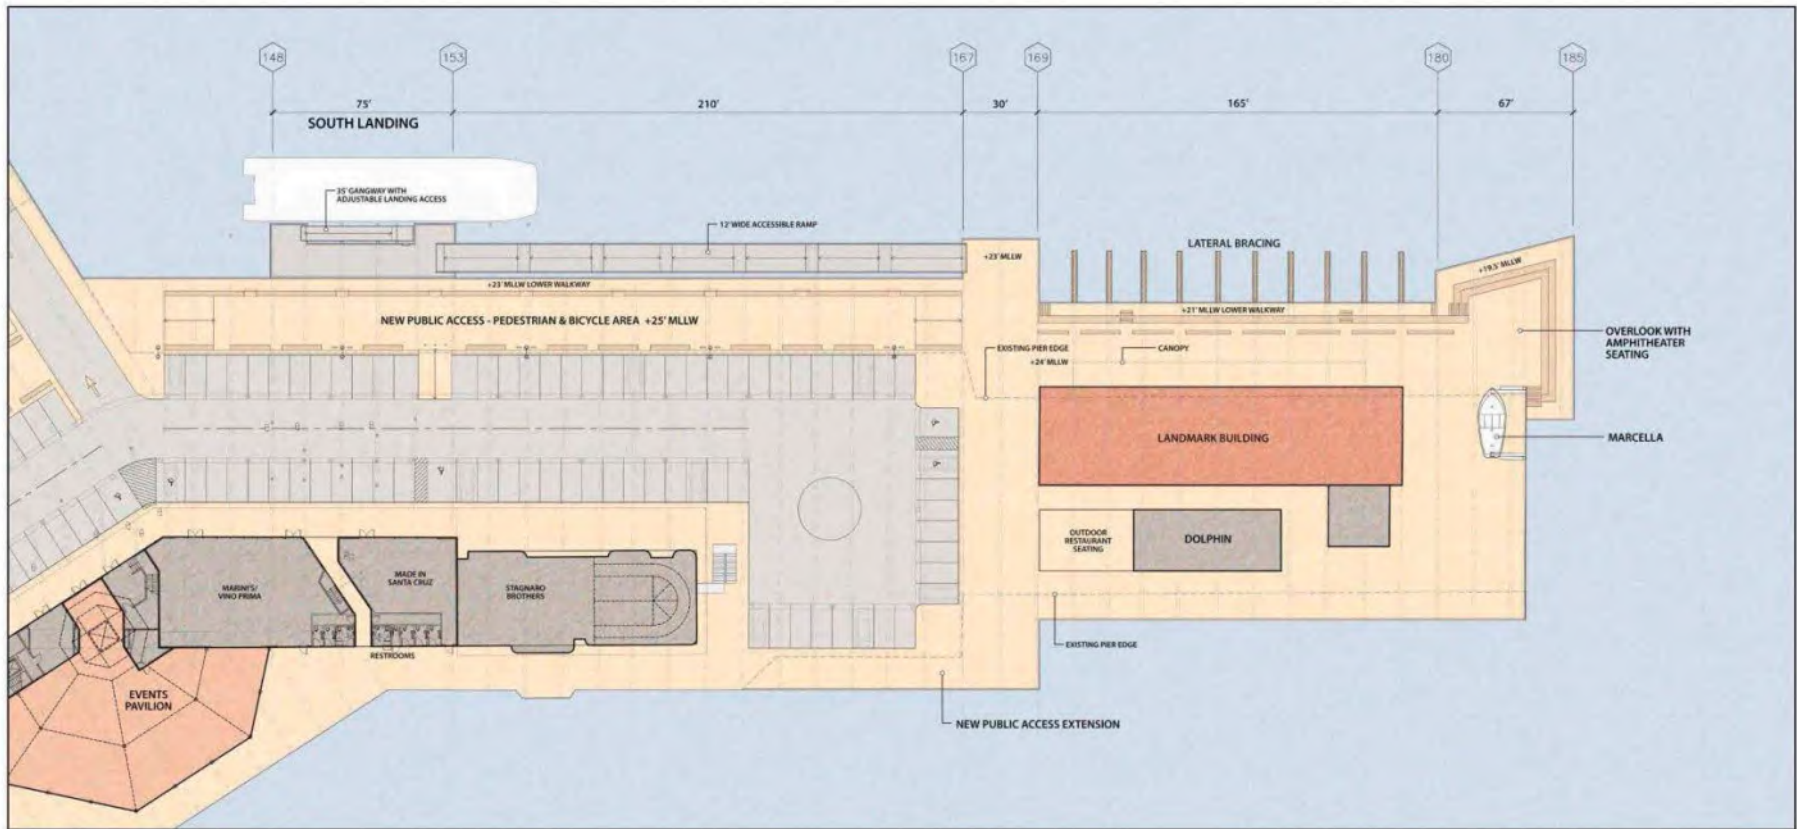 148
153
167
169
180
185
75'
210'
30'
165'
67'
SOUTH LANDING
35' GANGWAY WITH
ADJUSTABLE LANDING ACCESS
12' WIDE ACCESSIBLE RAMP
LATERAL BRACING
+23' MLLW
+19.5' MLLW
+23' MLLW LOWER WALKWAY
+21' MLLW LOWER WALKWAY
NEW PUBLIC ACCESS - PEDESTRIAN & BICYCLE AREA +25' MLLW
OVERLOOK WITH
AMPHITHEATER
SEATING
EXISTING PIER EDGE
CANOPY
+24' MLLW
LANDMARK BUILDING
MARCELLA
OUTDOOR
RESTAURANT
SEATING
DOLPHIN
MARINI'S/
VINO PRIMA
MADE IN
SANTA CRUZ
STAGNARO
BROTHERS
RESTROOMS
EXISTING PIER EDGE
EVENTS
PAVILION
NEW PUBLIC ACCESS EXTENSION